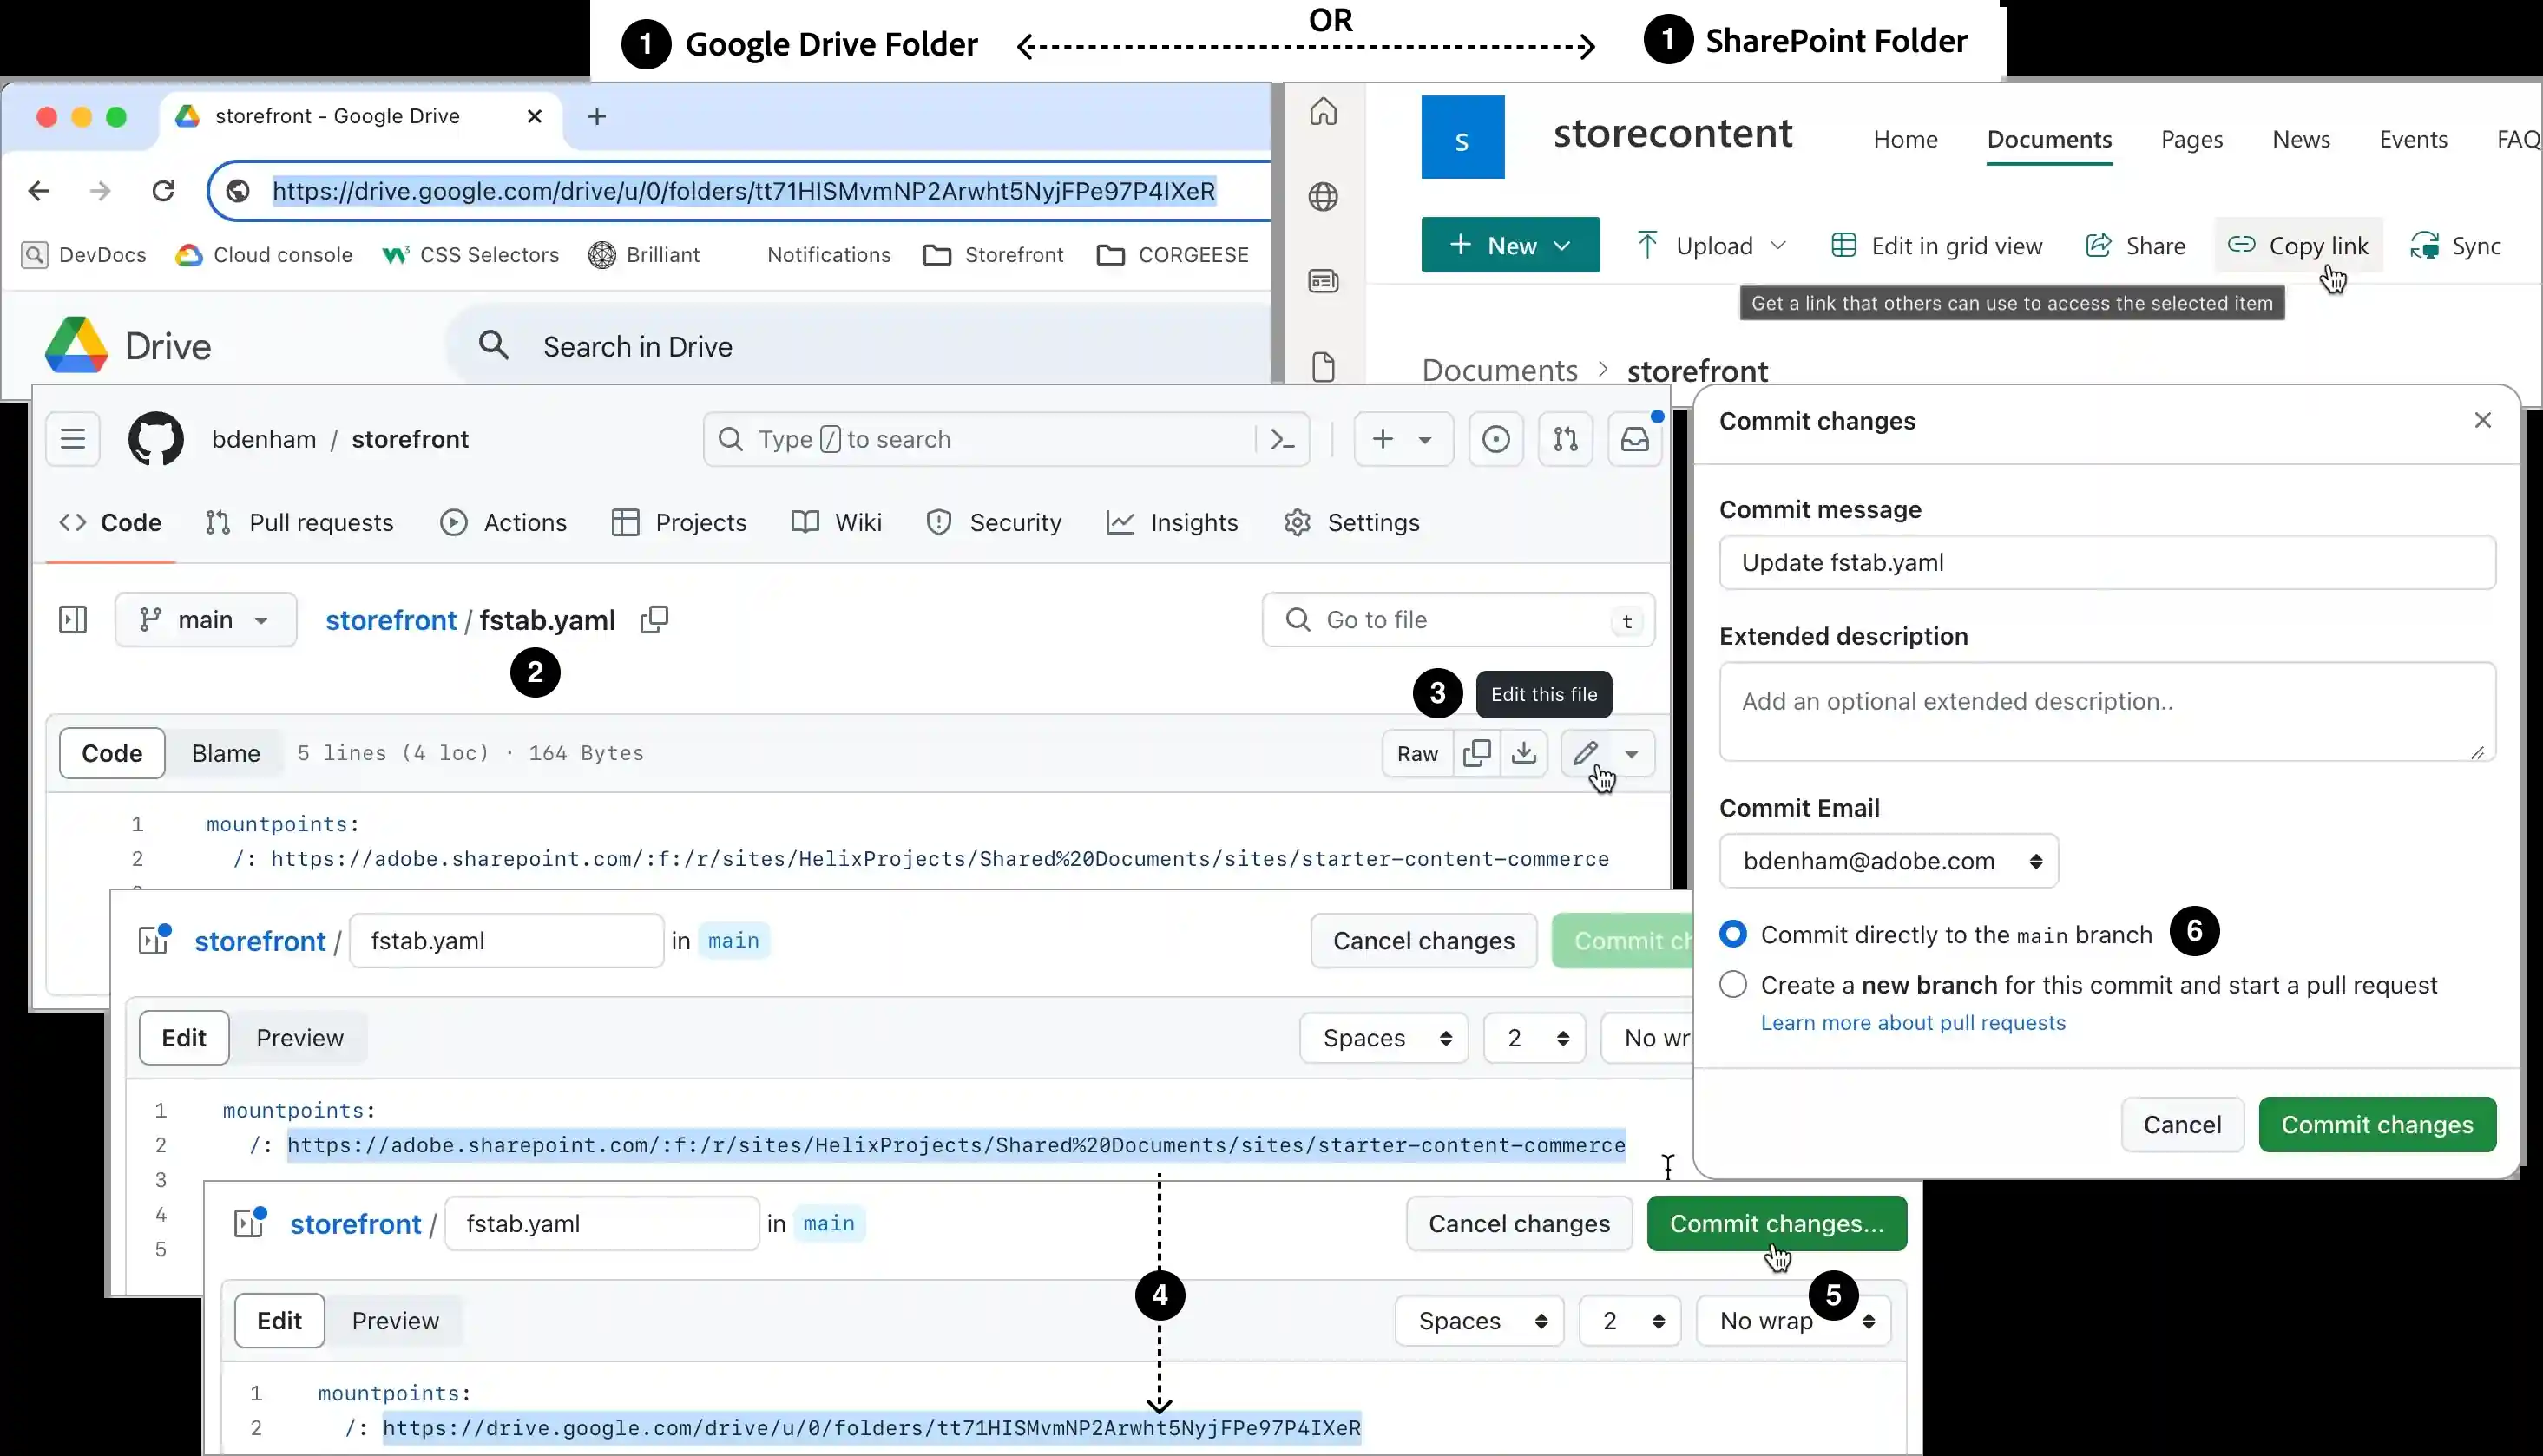 OR
1 Google Drive Folder
1 SharePoint Folder
storefront - Google Drive
https://drive.google.com/drive/u/0/folders/tt71HISMvmNP2Arwht5NyjFPe97P4IXeR
DevDocs Cloud console CSS Selectors Brilliant Notifications Storefront CORGEESE
Drive Search in Drive
S storecontent Home Documents Pages News Events FAQ
+ New Upload Edit in grid view Share Copy link Sync
Get a link that others can use to access the selected item
Documents > storefront
bdenham / storefront Type / to search
Code Pull requests Actions Projects Wiki Security Insights Settings
main storefront / fstab.yaml Go to file t
2
3 Edit this file
Code Blame 5 lines (4 loc) · 164 Bytes Raw
1 mountpoints:
2 /: https://adobe.sharepoint.com/:f:/r/sites/HelixProjects/Shared%20Documents/sites/starter-content-commerce
storefront / fstab.yaml in main Cancel changes Commit ch
Edit Preview Spaces 2 No wr
1 mountpoints:
2 /: https://adobe.sharepoint.com/:f:/r/sites/HelixProjects/Shared%20Documents/sites/starter-content-commerce
3
4
5
storefront / fstab.yaml in main Cancel changes Commit changes...
4
5
Edit Preview Spaces 2 No wrap
1 mountpoints:
2 /: https://drive.google.com/drive/u/0/folders/tt71HISMvmNP2Arwht5NyjFPe97P4IXeR
Commit changes
Commit message
Update fstab.yaml
Extended description
Add an optional extended description..
Commit Email
bdenham@adobe.com
Commit directly to the main branch 6
Create a new branch for this commit and start a pull request
Learn more about pull requests
Cancel Commit changes